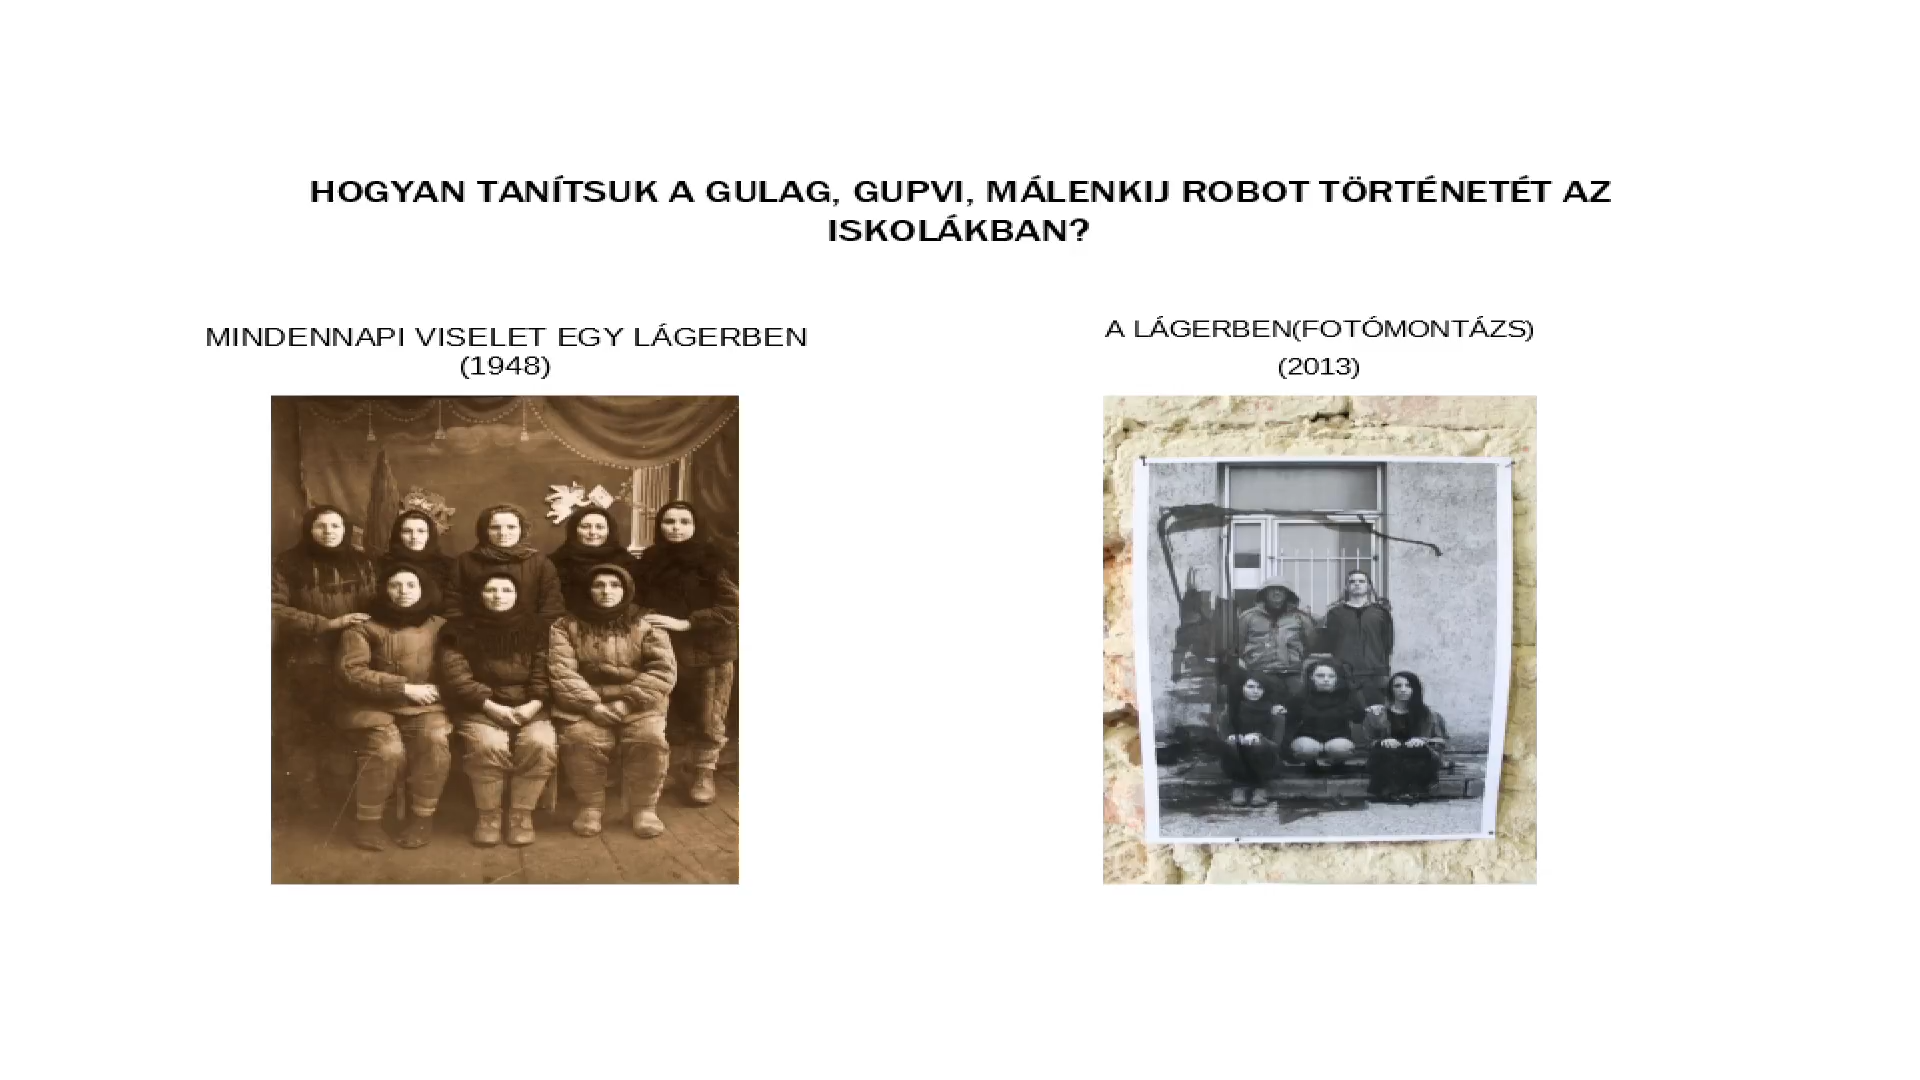 HOGYAN TANÍTSUK A GULAG, GUPVI, MÁLENKIJ ROBOT TÖRTÉNETÉT AZ
ISKOLÁKBAN?
MINDENNAPI VISELET EGY LÁGERBEN
(1948)
A LÁGERBEN(FOTÓMONTÁZS)
(2013)